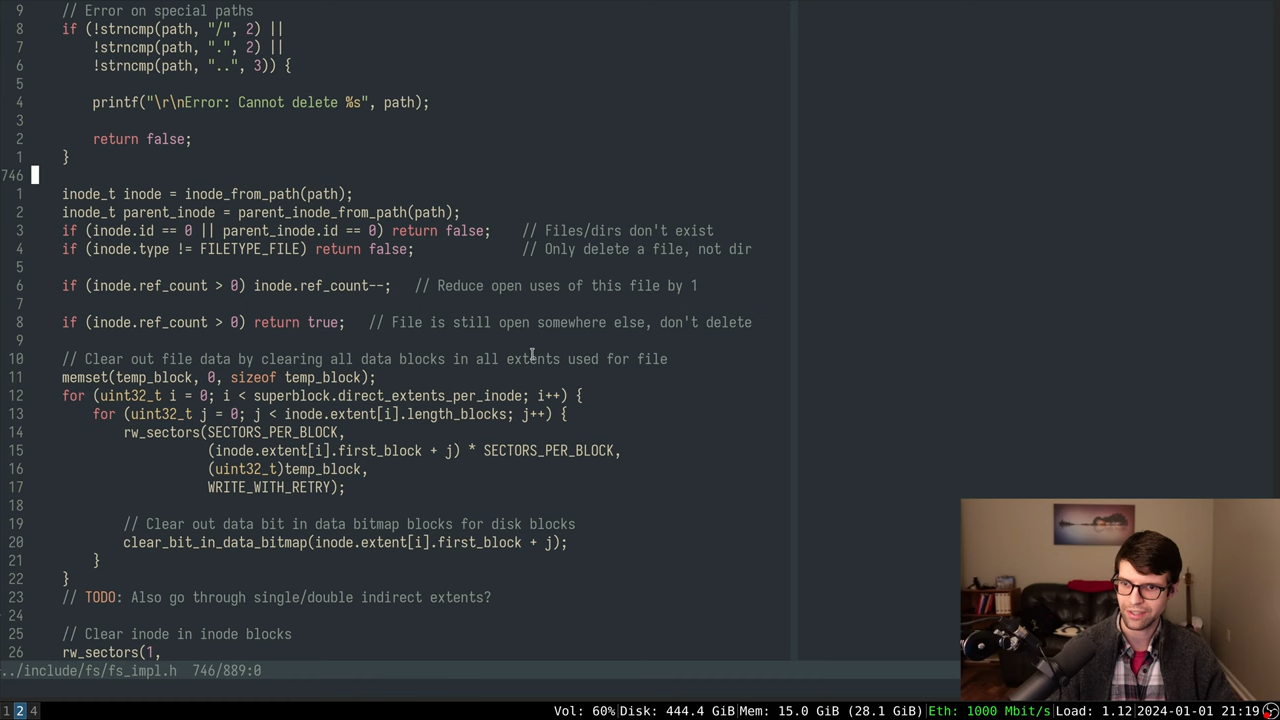 9     // Error on special paths
8     if (!strncmp(path, "/", 2) ||
7         !strncmp(path, ".", 2) ||
6         !strncmp(path, "..", 3)) {
5
4         printf("\r\nError: Cannot delete %s", path);
3
2         return false;
1     }
746
1     inode_t inode = inode_from_path(path);
2     inode_t parent_inode = parent_inode_from_path(path);
3     if (inode.id == 0 || parent_inode.id == 0) return false;    // Files/dirs don't exist
4     if (inode.type != FILETYPE_FILE) return false;              // Only delete a file, not dir
5
6     if (inode.ref_count > 0) inode.ref_count--;   // Reduce open uses of this file by 1
7
8     if (inode.ref_count > 0) return true;   // File is still open somewhere else, don't delete
9
10    // Clear out file data by clearing all data blocks in all extents used for file
11    memset(temp_block, 0, sizeof temp_block);
12    for (uint32_t i = 0; i < superblock.direct_extents_per_inode; i++) {
13        for (uint32_t j = 0; j < inode.extent[i].length_blocks; j++) {
14            rw_sectors(SECTORS_PER_BLOCK,
15                       (inode.extent[i].first_block + j) * SECTORS_PER_BLOCK,
16                       (uint32_t)temp_block,
17                       WRITE_WITH_RETRY);
18
19            // Clear out data bit in data bitmap blocks for disk blocks
20            clear_bit_in_data_bitmap(inode.extent[i].first_block + j);
21        }
22    }
23    // TODO: Also go through single/double indirect extents?
24
25    // Clear inode in inode blocks
26    rw_sectors(1,
../include/fs/fs_impl.h  746/889:0
1 2 4 Vol: 60%|Disk: 444.4 GiB|Mem: 15.0 GiB (28.1 GiB)|Eth: 1000 Mbit/s|Load: 1.12|2024-01-01 21:19